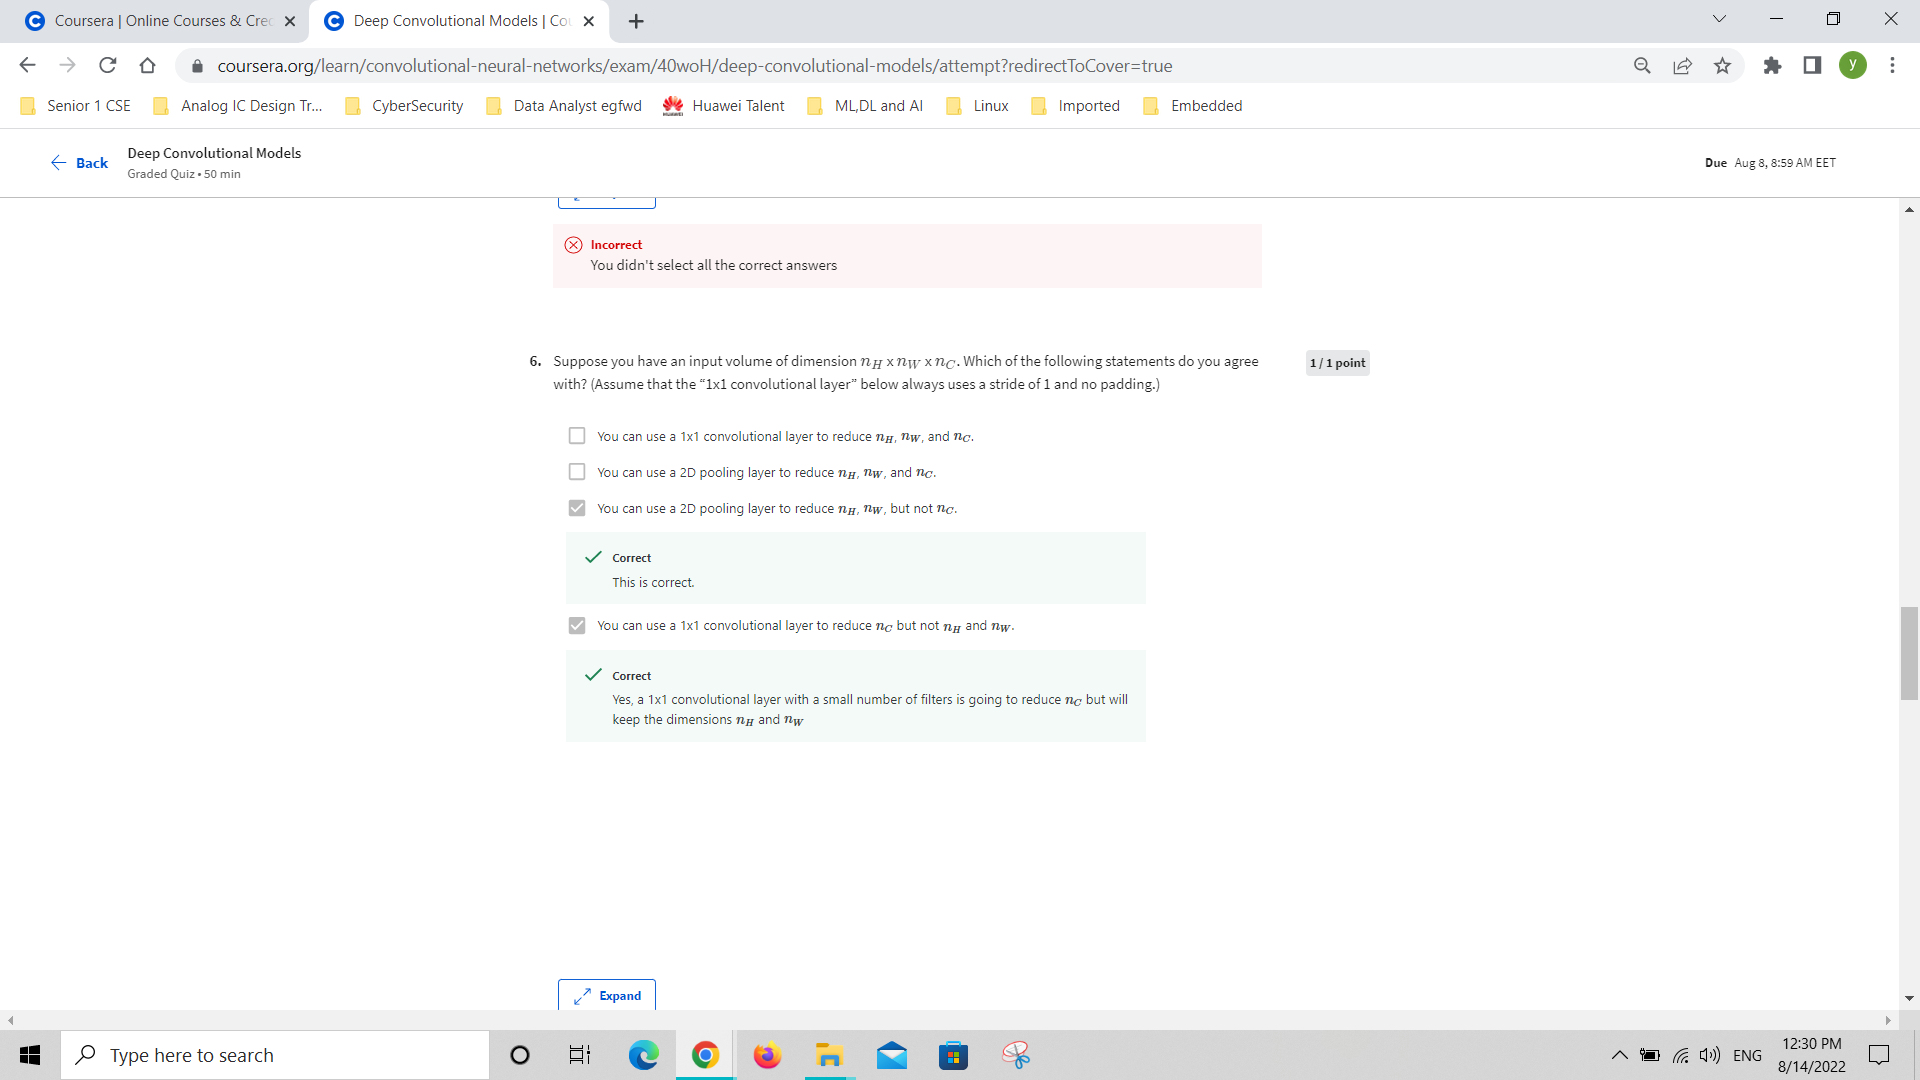 Coursera | Online Courses & Cre
Deep Convolutional Models | Co
coursera.org/learn/convolutional-neural-networks/exam/40woH/deep-convolutional-models/attempt?redirectToCover=true
y
Senior 1 CSE
Analog IC Design Tr...
CyberSecurity
Data Analyst egfwd
Huawei Talent
ML,DL and AI
Linux
Imported
Embedded
Back
Deep Convolutional Models
Graded Quiz • 50 min
Due Aug 8, 8:59 AM EET
Incorrect
You didn't select all the correct answers
6. Suppose you have an input volume of dimension n_H x n_W x n_C. Which of the following statements do you agree
with? (Assume that the “1x1 convolutional layer” below always uses a stride of 1 and no padding.)
1 / 1 point
You can use a 1x1 convolutional layer to reduce n_H, n_W, and n_C.
You can use a 2D pooling layer to reduce n_H, n_W, and n_C.
You can use a 2D pooling layer to reduce n_H, n_W, but not n_C.
Correct
This is correct.
You can use a 1x1 convolutional layer to reduce n_C but not n_H and n_W.
Correct
Yes, a 1x1 convolutional layer with a small number of filters is going to reduce n_C but will
keep the dimensions n_H and n_W
Expand
Type here to search
ENG
12:30 PM
8/14/2022